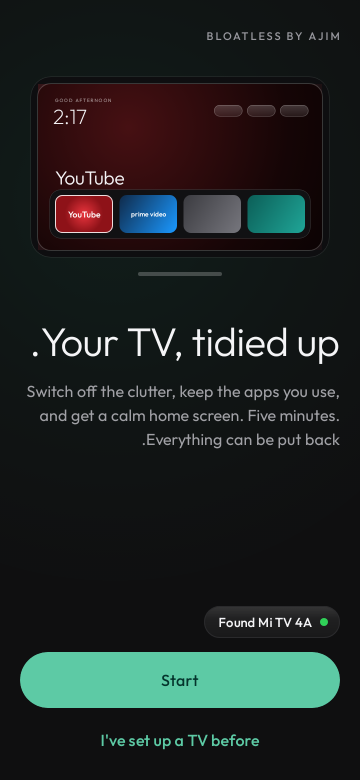 BLOATLESS BY AJIM
GOOD AFTERNOON
2:17
YouTube
YouTube
prime video
.Your TV, tidied up
Switch off the clutter, keep the apps you use,
and get a calm home screen. Five minutes.
.Everything can be put back
Found Mi TV 4A
Start
I've set up a TV before